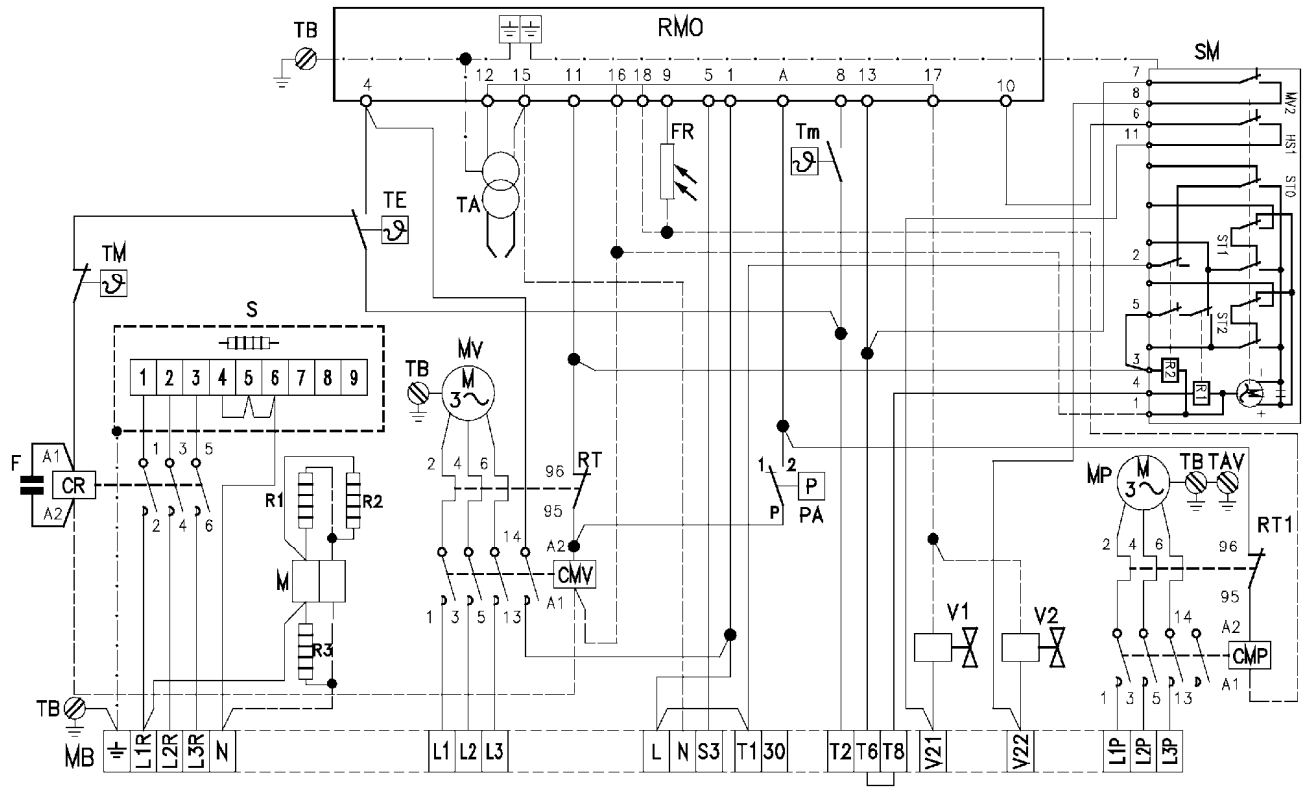 TB
RMO
SM
4
12
15
11
16
18
9
5
1
A
8
13
17
10
7
8
6
11
MV2
HS1
ST0
ST1
ST2
2
5
3
4
1
R2
R1
M
-
+
FR
Tm
ϑ
TA
TE
ϑ
TM
ϑ
S
1 2 3 4 5 6 7 8 9
MV
TB
M
3~
F
A1
CR
A2
1
3
5
2
4
6
R1
R2
M
R3
2
4
6
96
RT
95
14
A2
CMV
A1
1
3
5
13
1
2
P
P
PA
V1
V2
MP
M
3~
TB
TAV
2
4
6
96
RT1
95
14
A2
CMP
A1
1
3
5
13
TB
MB
L1R
L2R
L3R
N
L1
L2
L3
L
N
S3
T1
30
T2
T6
T8
V21
V22
L1P
L2P
L3P